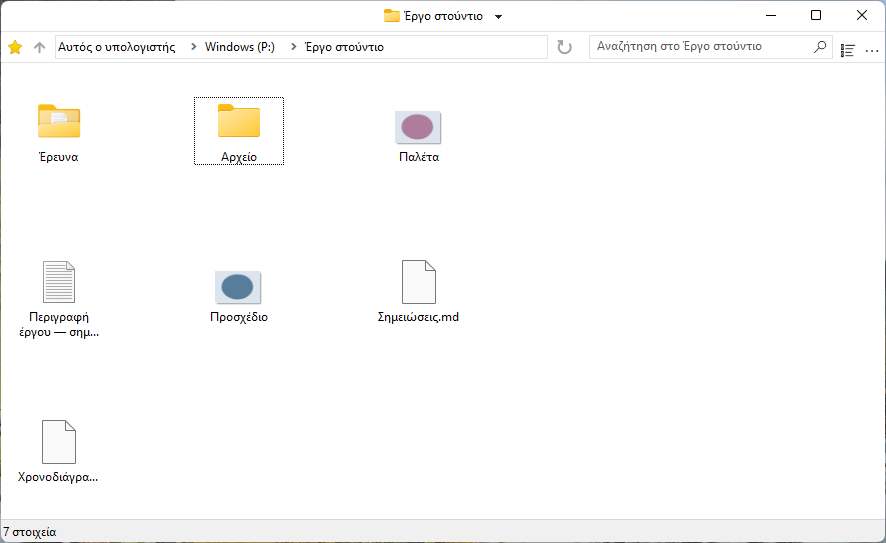 Έργο στούντιο
Αυτός ο υπολογιστής Windows (P:) Έργο στούντιο
Αναζήτηση στο Έργο στούντιο
Έρευνα
Αρχείο
Παλέτα
Περιγραφή
έργου — σημ...
Προσχέδιο
Σημειώσεις.md
Χρονοδιάγρα...
7 στοιχεία